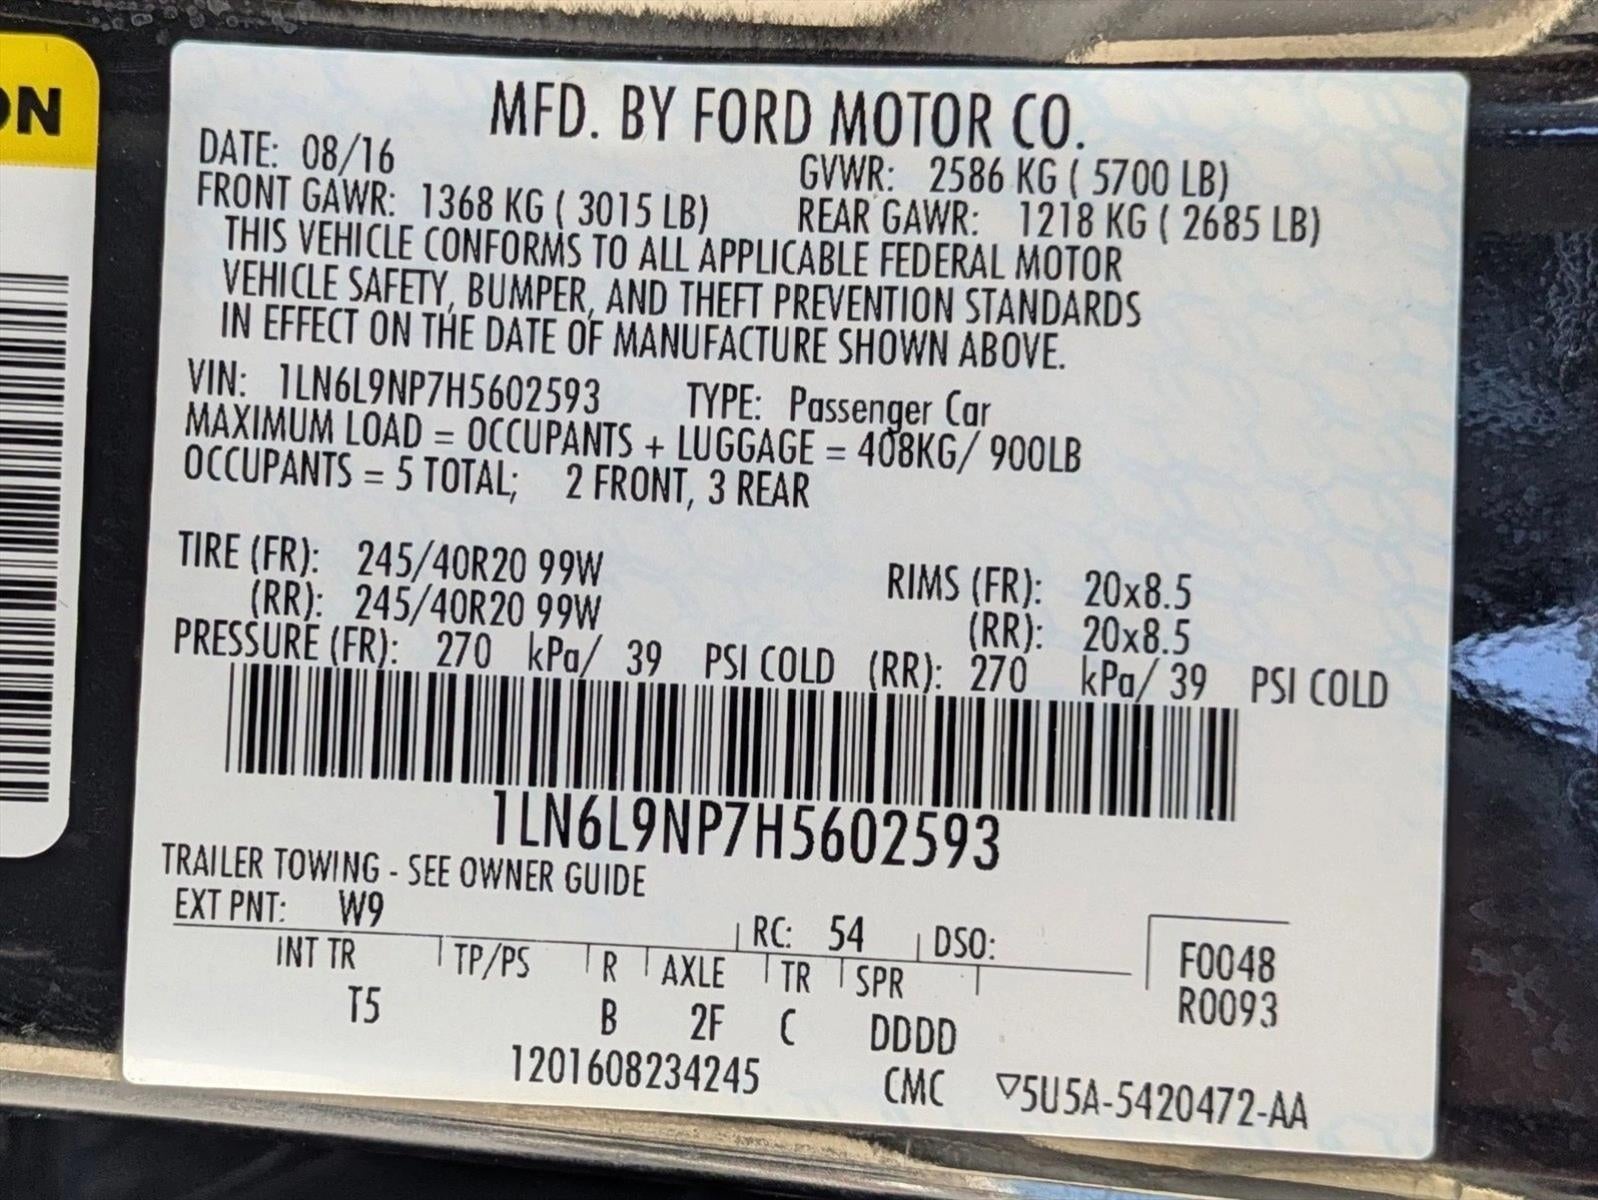 ON
MFD. BY FORD MOTOR CO.
DATE: 08/16 GVWR: 2586 KG ( 5700 LB)
FRONT GAWR: 1368 KG ( 3015 LB) REAR GAWR: 1218 KG ( 2685 LB)
THIS VEHICLE CONFORMS TO ALL APPLICABLE FEDERAL MOTOR
VEHICLE SAFETY, BUMPER, AND THEFT PREVENTION STANDARDS
IN EFFECT ON THE DATE OF MANUFACTURE SHOWN ABOVE.
VIN: 1LN6L9NP7H5602593 TYPE: Passenger Car
MAXIMUM LOAD = OCCUPANTS + LUGGAGE = 408KG/ 900LB
OCCUPANTS = 5 TOTAL; 2 FRONT, 3 REAR
TIRE (FR): 245/40R20 99W RIMS (FR): 20x8.5
(RR): 245/40R20 99W (RR): 20x8.5
PRESSURE (FR): 270 kPa/ 39 PSI COLD (RR): 270 kPa/ 39 PSI COLD
1LN6L9NP7H5602593
TRAILER TOWING - SEE OWNER GUIDE
EXT PNT: W9 RC: 54 DSO: F0048
INT TR TP/PS R AXLE TR SPR R0093
T5 B 2F C DDDD
1201608234245 CMC ▽5U5A-5420472-AA